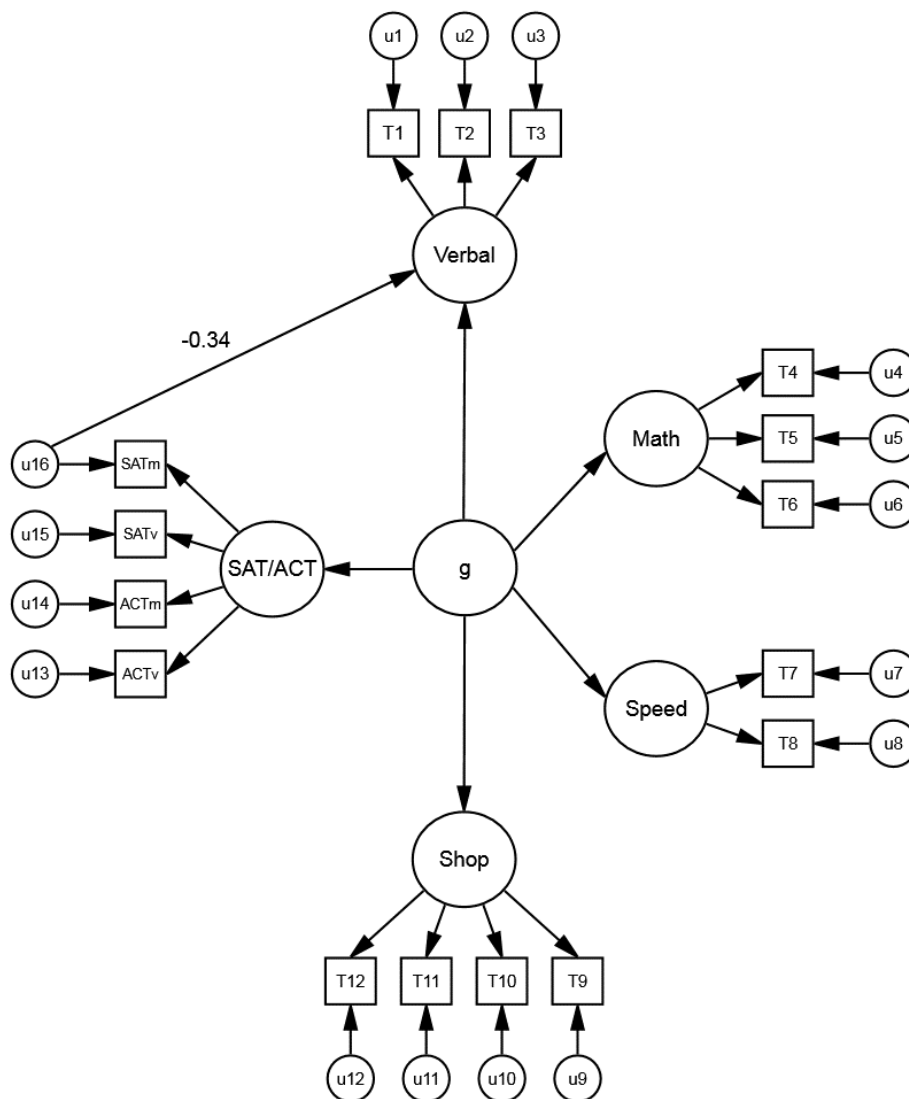 u1
u2
u3
T1
T2
T3
Verbal
-0.34
T4
u4
Math
T5
u5
u16
SATm
T6
u6
u15
SATv
SAT/ACT
g
u14
ACTm
u13
ACTv
T7
u7
Speed
T8
u8
Shop
T12
T11
T10
T9
u12
u11
u10
u9